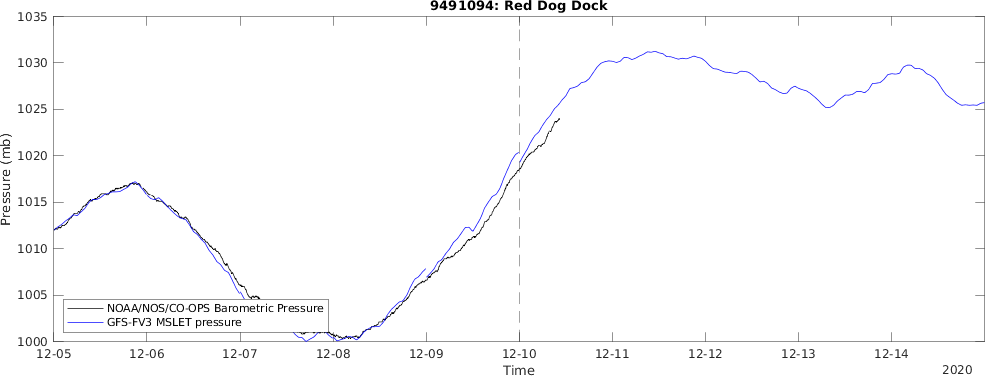 9491094: Red Dog Dock
1035
1030
1025
1020
1015
1010
1005
1000
Pressure (mb)
NOAA/NOS/CO-OPS Barometric Pressure
GFS-FV3 MSLET pressure
12-05 12-06 12-07 12-08 12-09 12-10 12-11 12-12 12-13 12-14
Time
2020